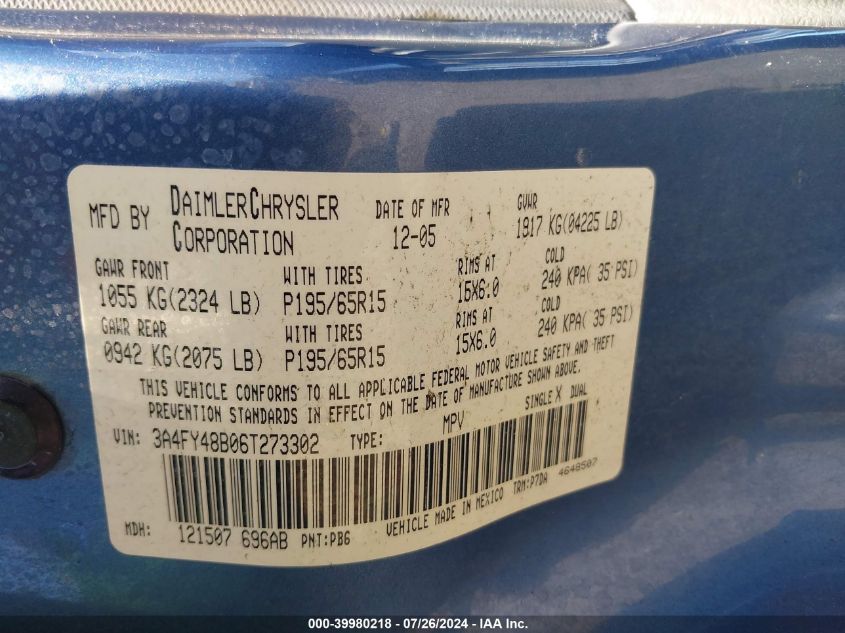 MFD BY DAIMLERCHRYSLER CORPORATION DATE OF MFR 12-05 GVWR 1917 KG(04225 LB)
GAWR FRONT WITH TIRES RIMS AT COLD
1055 KG(2324 LB) P195/65R15 15X6.0 240 KPA( 35 PSI)
GAWR REAR WITH TIRES RIMS AT COLD
0942 KG(2075 LB) P195/65R15 15X6.0 240 KPA( 35 PSI)
THIS VEHICLE CONFORMS TO ALL APPLICABLE FEDERAL MOTOR VEHICLE SAFETY AND THEFT
PREVENTION STANDARDS IN EFFECT ON THE DATE OF MANUFACTURE SHOWN ABOVE.
VIN: 3A4FY48B06T273302 TYPE: MPV SINGLE X DUAL
MDH: 121507 696AB PNT:PB6 VEHICLE MADE IN MEXICO TRM:P7DA 4648507
000-39980218 - 07/26/2024 - IAA Inc.